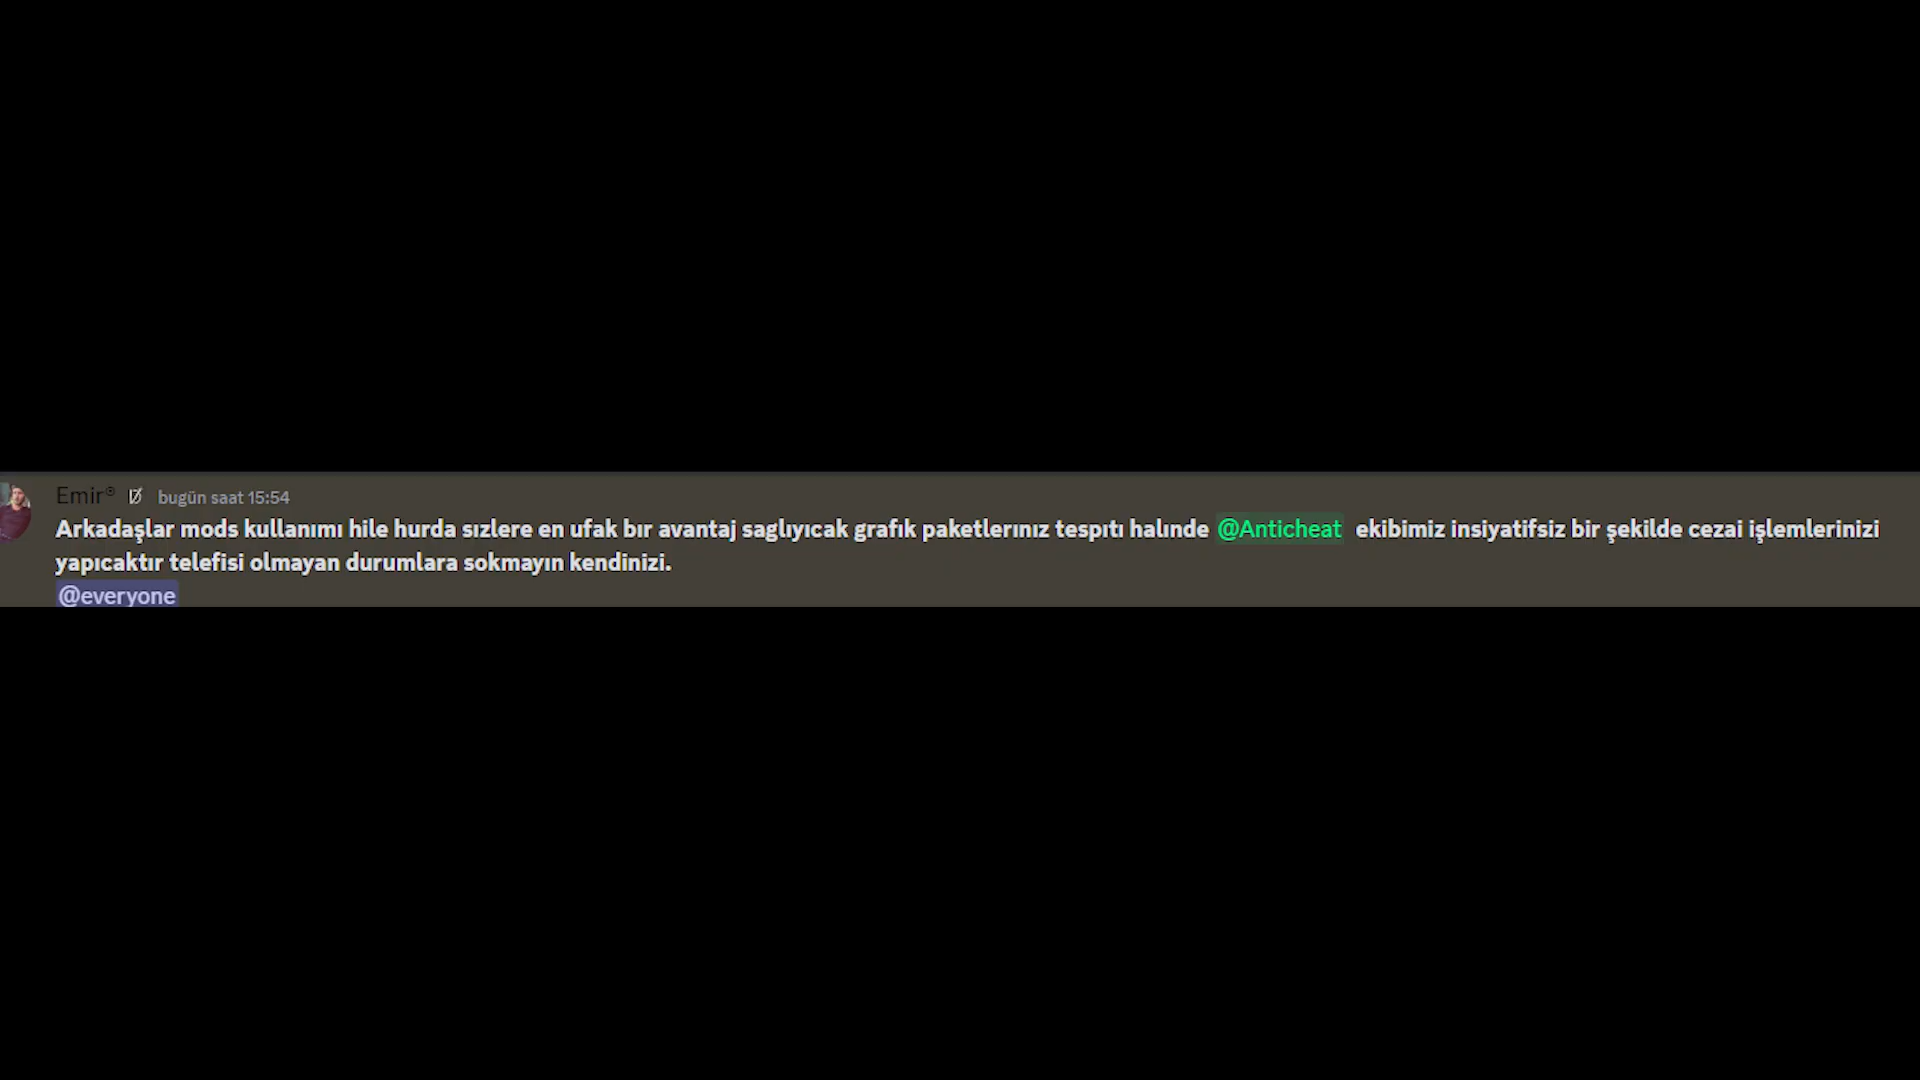 Emir® bugün saat 15:54
Arkadaşlar mods kullanımı hile hurda sızlere en ufak bır avantaj saglıyıcak grafık paketlerınız tespıtı halınde @Anticheat ekibimiz insiyatifsiz bir şekilde cezai işlemlerinizi
yapıcaktır telefisi olmayan durumlara sokmayın kendinizi.
@everyone